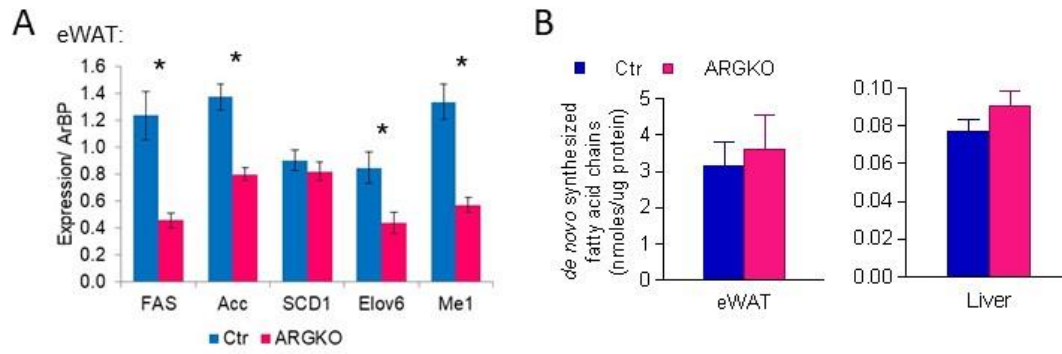 A
eWAT:
Expression/ ArBP
1.6
1.4
1.2
1.0
0.8
0.6
0.4
0.2
0.0
*
*
*
*
FAS Acc SCD1 Elov6 Me1
Ctr ARGKO
B
Ctr ARGKO
de novo synthesized
fatty acid chains
(nmoles/ug protein)
5
4
3
2
1
0
eWAT
0.10
0.08
0.06
0.04
0.02
0.00
Liver